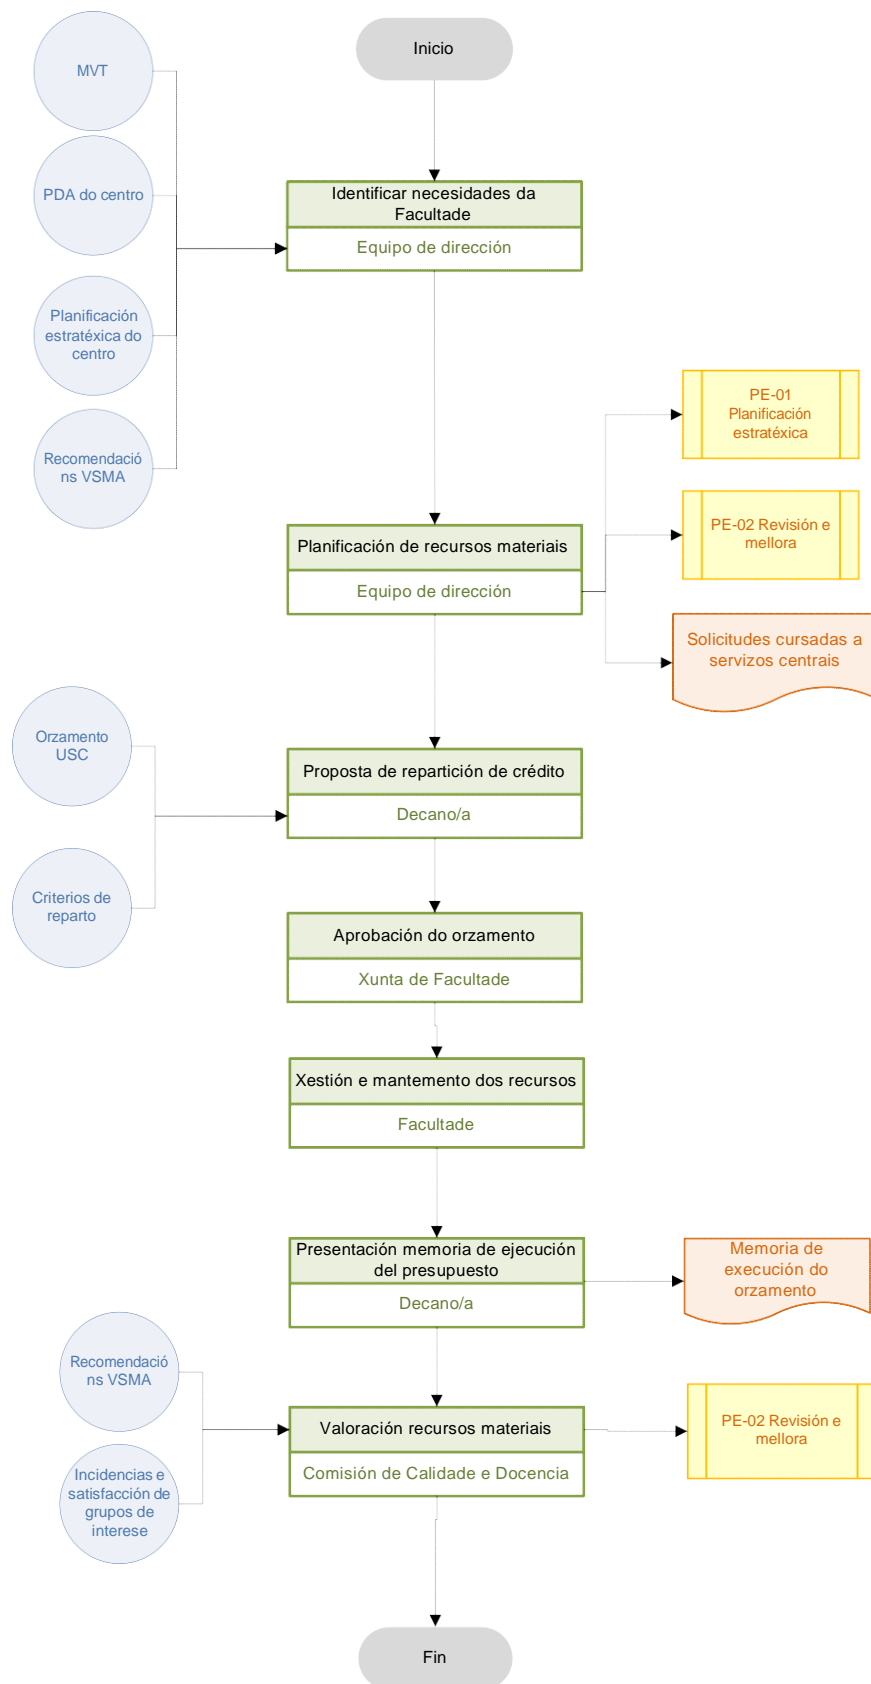 Inicio
MVT
PDA do centro
Identificar necesidades da
Facultade
Equipo de dirección
Planificación
estratéxica do
centro
Recomendació
ns VSMA
PE-01
Planificación
estratéxica
Planificación de recursos materiais
Equipo de dirección
PE-02 Revisión e
mellora
Solicitudes cursadas a
servizos centrais
Orzamento
USC
Proposta de repartición de crédito
Decano/a
Criterios de
reparto
Aprobación do orzamento
Xunta de Facultade
Xestión e mantemento dos recursos
Facultade
Presentación memoria de ejecución
del presupuesto
Decano/a
Memoria de
execución do
orzamento
Recomendació
ns VSMA
Valoración recursos materiais
Comisión de Calidade e Docencia
PE-02 Revisión e
mellora
Incidencias e
satisfacción de
grupos de
interese
Fin